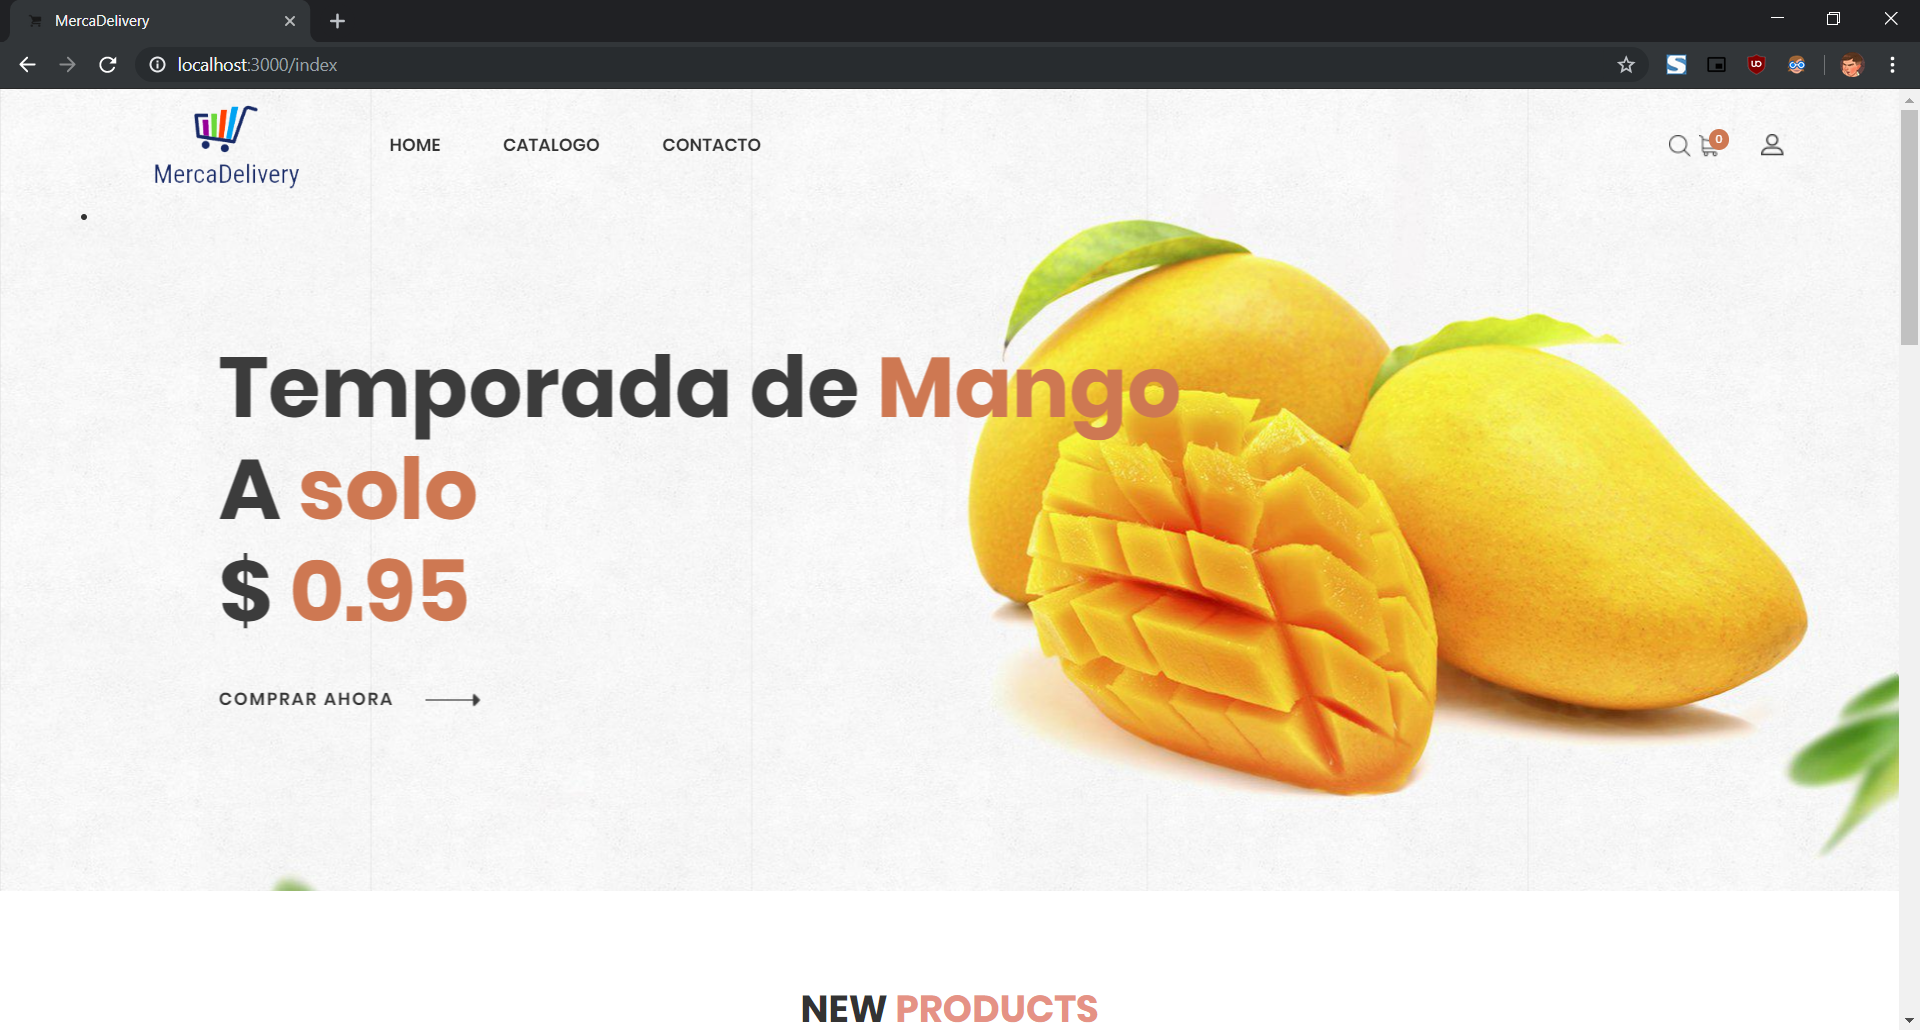 MercaDelivery
localhost:3000/index
MercaDelivery
HOME CATALOGO CONTACTO
0
Temporada de Mango
A solo
$ 0.95
COMPRAR AHORA
NEW PRODUCTS